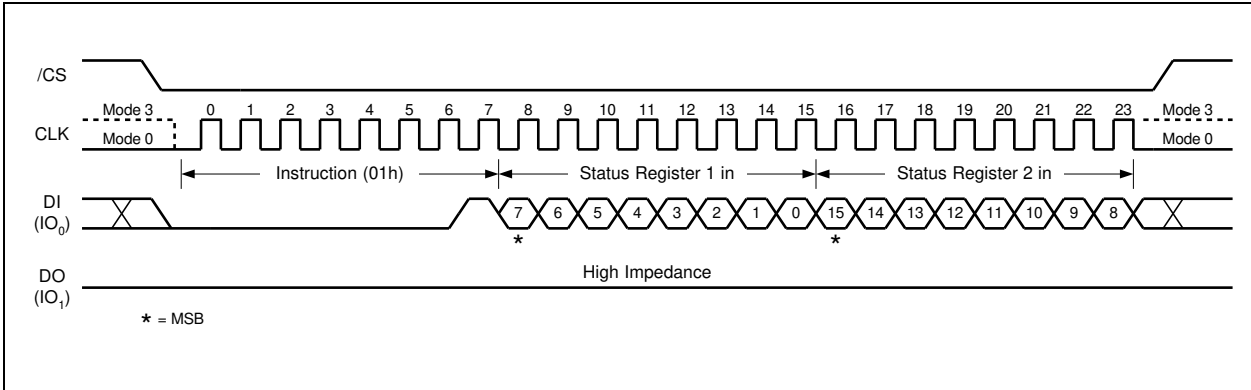 /CS
Mode 3 0 1 2 3 4 5 6 7 8 9 10 11 12 13 14 15 16 17 18 19 20 21 22 23 Mode 3
CLK Mode 0 Mode 0
Instruction (01h) Status Register 1 in Status Register 2 in
DI
(IO0) 7 6 5 4 3 2 1 0 15 14 13 12 11 10 9 8
* *
High Impedance
DO
(IO1)
* = MSB